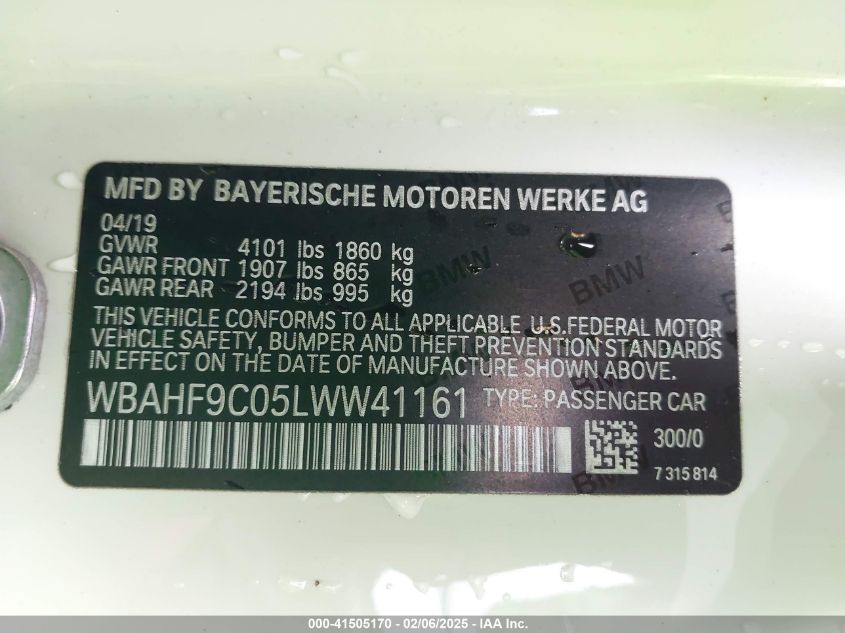 MFD BY BAYERISCHE MOTOREN WERKE AG
04/19
GVWR 4101 lbs 1860 kg
GAWR FRONT 1907 lbs 865 kg
GAWR REAR 2194 lbs 995 kg
THIS VEHICLE CONFORMS TO ALL APPLICABLE U.S.FEDERAL MOTOR
VEHICLE SAFETY, BUMPER AND THEFT PREVENTION STANDARDS
IN EFFECT ON THE DATE OF MANUFACTURE SHOWN ABOVE.
WBAHF9C05LWW41161 TYPE: PASSENGER CAR
300/0
7 315 814
BMW
BMW
BMW
000-41505170 - 02/06/2025 - IAA Inc.